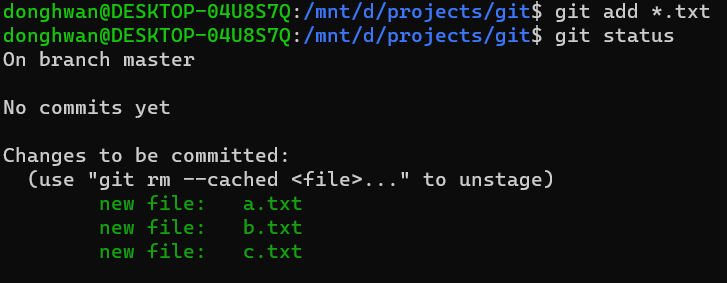 donghwan@DESKTOP-04U8S7Q:/mnt/d/projects/git$ git add *.txt
donghwan@DESKTOP-04U8S7Q:/mnt/d/projects/git$ git status
On branch master

No commits yet

Changes to be committed:
  (use "git rm --cached <file>..." to unstage)
        new file:   a.txt
        new file:   b.txt
        new file:   c.txt